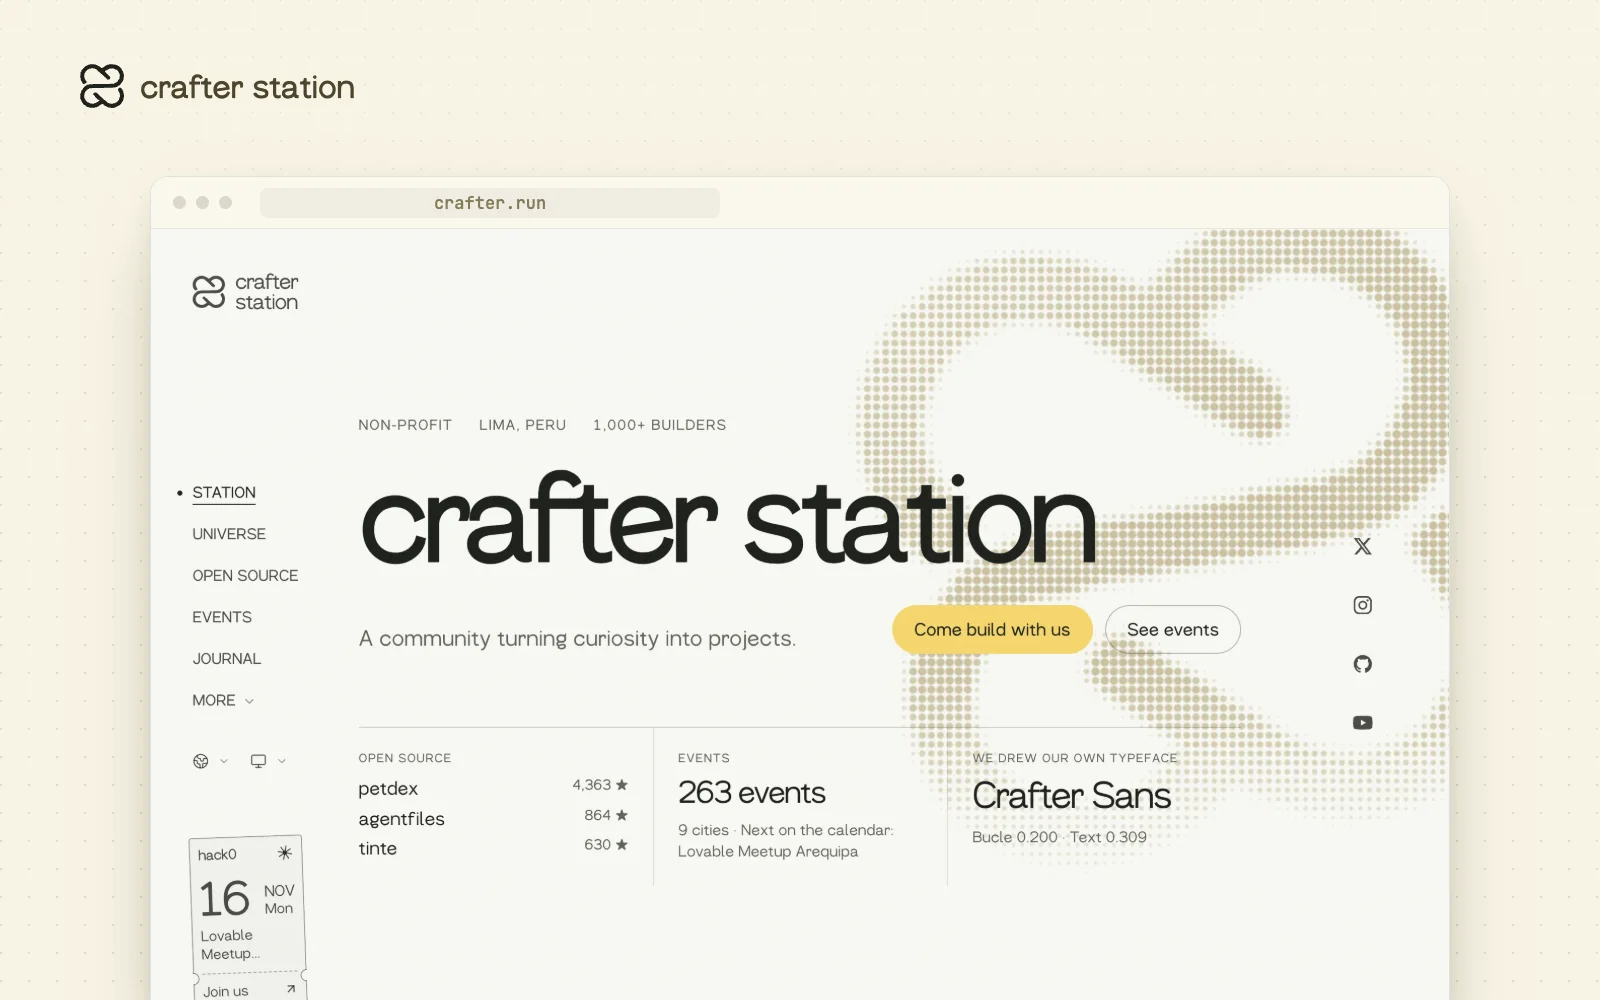 crafter station
crafter.run
crafter
station
NON-PROFIT LIMA, PERU 1,000+ BUILDERS
crafter station
A community turning curiosity into projects.
Come build with us
See events
STATION
UNIVERSE
OPEN SOURCE
EVENTS
JOURNAL
MORE
OPEN SOURCE
petdex 4,363 ★
agentfiles 864 ★
tinte 630 ★
EVENTS
263 events
9 cities · Next on the calendar:
Lovable Meetup Arequipa
WE DREW OUR OWN TYPEFACE
Crafter Sans
Bucle 0.200 · Text 0.309
hack0
16 NOV
Mon
Lovable
Meetup...
Join us